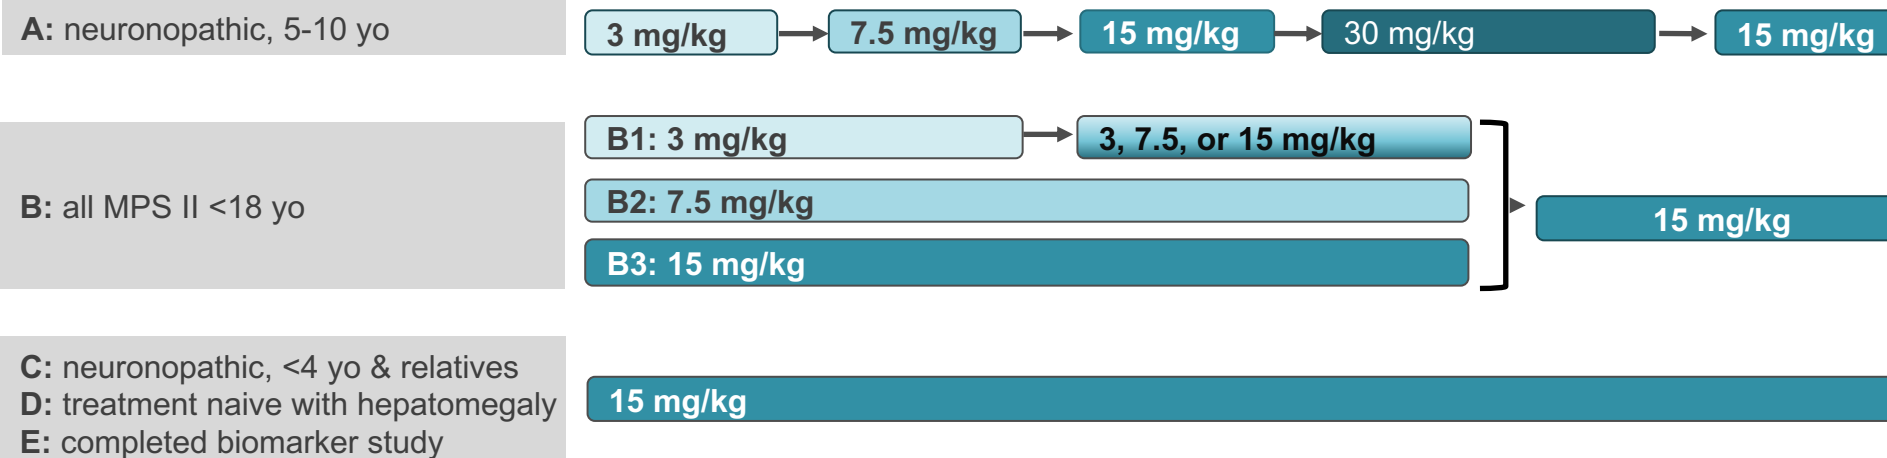 A: neuronopathic, 5-10 yo
3 mg/kg
7.5 mg/kg
15 mg/kg
30 mg/kg
15 mg/kg
B: all MPS II <18 yo
B1: 3 mg/kg
3, 7.5, or 15 mg/kg
B2: 7.5 mg/kg
B3: 15 mg/kg
15 mg/kg
C: neuronopathic, <4 yo & relatives
D: treatment naive with hepatomegaly
E: completed biomarker study
15 mg/kg